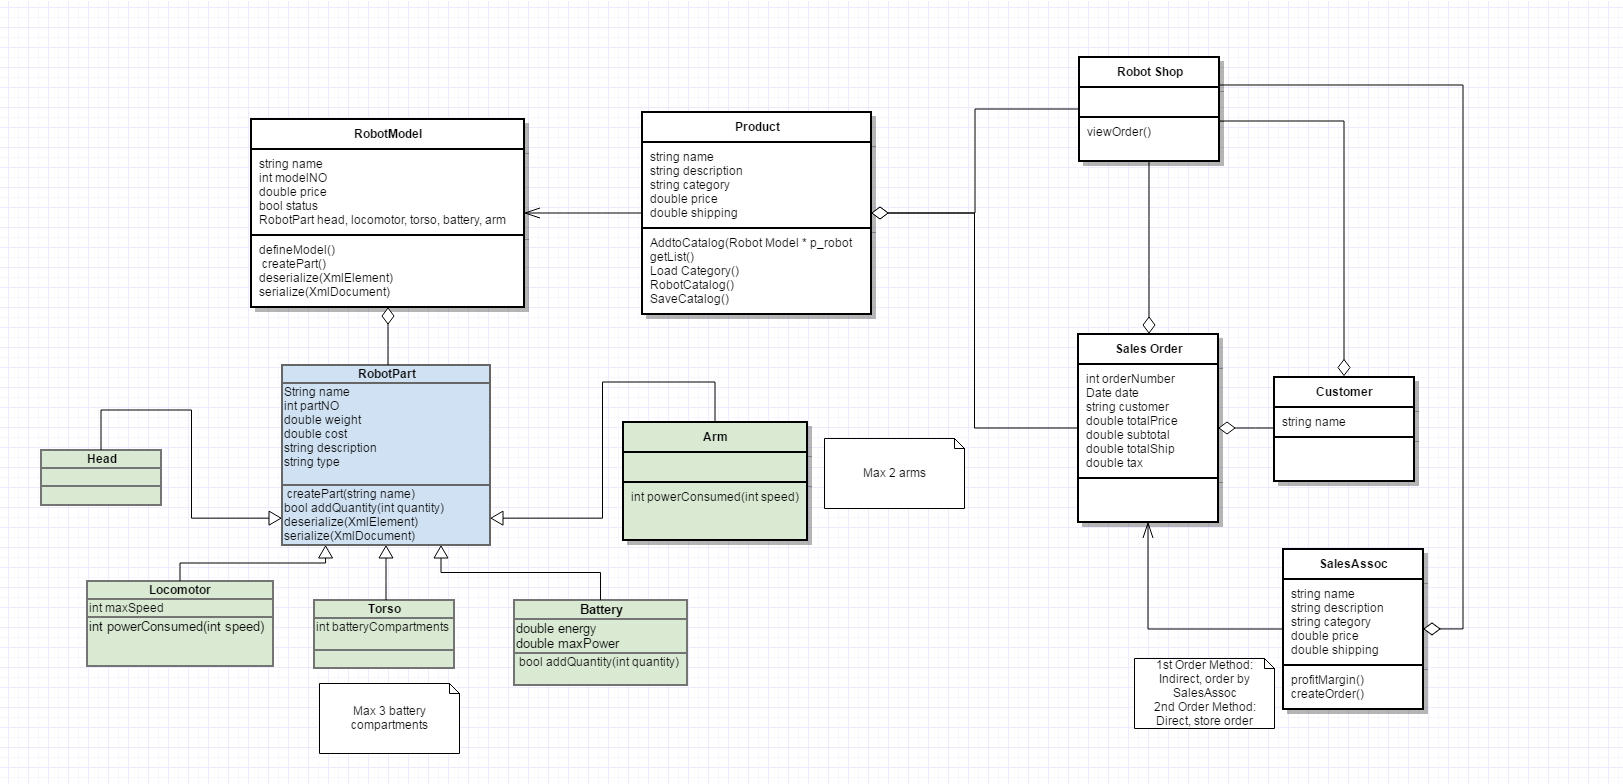 Robot Shop
viewOrder()
RobotModel
string name
int modelNO
double price
bool status
RobotPart head, locomotor, torso, battery, arm
defineModel()
createPart()
deserialize(XmlElement)
serialize(XmlDocument)
Product
string name
string description
string category
double price
double shipping
AddtoCatalog(Robot Model * p_robot
getList()
Load Category()
RobotCatalog()
SaveCatalog()
RobotPart
String name
int partNO
double weight
double cost
string description
string type
createPart(string name)
bool addQuantity(int quantity)
deserialize(XmlElement)
serialize(XmlDocument)
Head
Arm
int powerConsumed(int speed)
Max 2 arms
Sales Order
int orderNumber
Date date
string customer
double totalPrice
double subtotal
double totalShip
double tax
Customer
string name
Locomotor
int maxSpeed
int powerConsumed(int speed)
Torso
int batteryCompartments
Battery
double energy
double maxPower
bool addQuantity(int quantity)
Max 3 battery
compartments
SalesAssoc
string name
string description
string category
double price
double shipping
profitMargin()
createOrder()
1st Order Method:
Indirect, order by
SalesAssoc
2nd Order Method:
Direct, store order